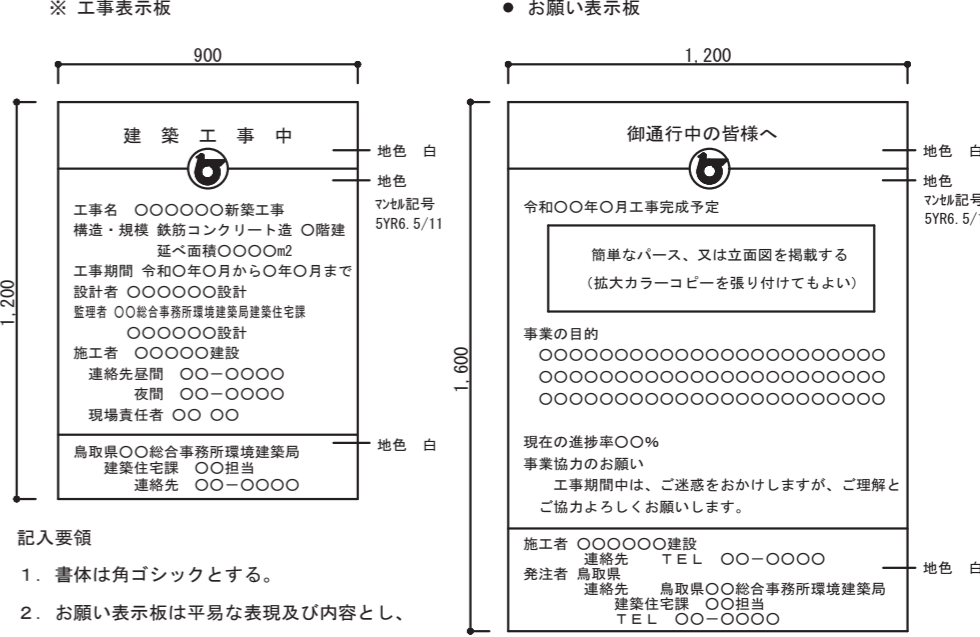 ※ 工事表示板
900
1,200
建 築 工 事 中
地色 白
地色
マンセル記号
5YR6.5/11
工事名 ○○○○○○新築工事
構造・規模 鉄筋コンクリート造 ○階建
延べ面積○○○○m2
工事期間 令和○年○月から○年○月まで
設計者 ○○○○○○設計
監理者 ○○総合事務所環境建築局建築住宅課
○○○○○○設計
施工者 ○○○○○建設
連絡先昼間 ○○－○○○○
夜間 ○○－○○○○
現場責任者 ○○ ○○
鳥取県○○総合事務所環境建築局
建築住宅課 ○○担当
連絡先 ○○－○○○○
地色 白
記入要領
1. 書体は角ゴシックとする。
2. お願い表示板は平易な表現及び内容とし、
● お願い表示板
1,200
1,600
御通行中の皆様へ
地色 白
地色
マンセル記号
5YR6.5/1
令和○○年○月工事完成予定
簡単なパース、又は立面図を掲載する
(拡大カラーコピーを張り付けてもよい)
事業の目的
○○○○○○○○○○○○○○○○○○○○○○○
○○○○○○○○○○○○○○○○○○○○○○○
○○○○○○○○○○○○○○○○○○○○○○○
現在の進捗率○○%
事業協力のお願い
工事期間中は、ご迷惑をおかけしますが、ご理解と
ご協力よろしくお願いします。
施工者 ○○○○○○建設
連絡先 ＴＥＬ ○○－○○○○
発注者 鳥取県
連絡先 鳥取県○○総合事務所環境建築局
建築住宅課 ○○担当
ＴＥＬ ○○－○○○○
地色 白